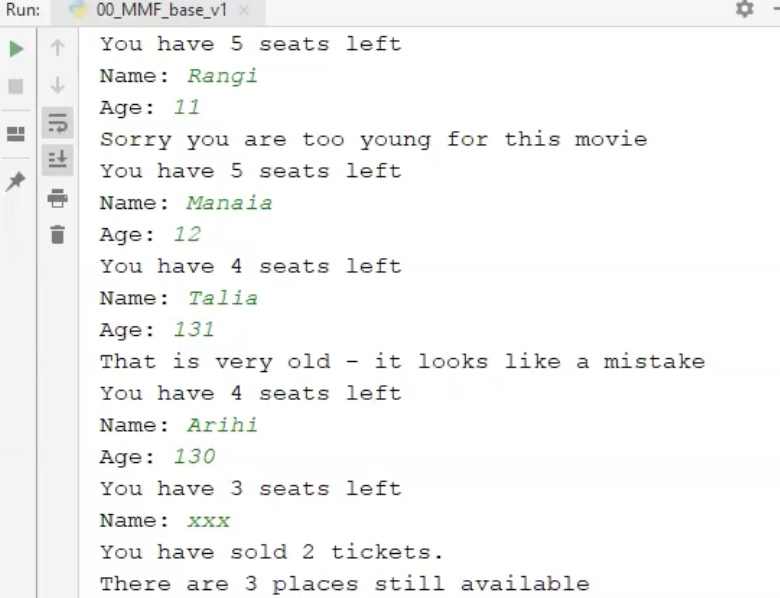 Run: 00_MMF_base_v1
You have 5 seats left
Name: Rangi
Age: 11
Sorry you are too young for this movie
You have 5 seats left
Name: Manaia
Age: 12
You have 4 seats left
Name: Talia
Age: 131
That is very old - it looks like a mistake
You have 4 seats left
Name: Arihi
Age: 130
You have 3 seats left
Name: xxx
You have sold 2 tickets.
There are 3 places still available